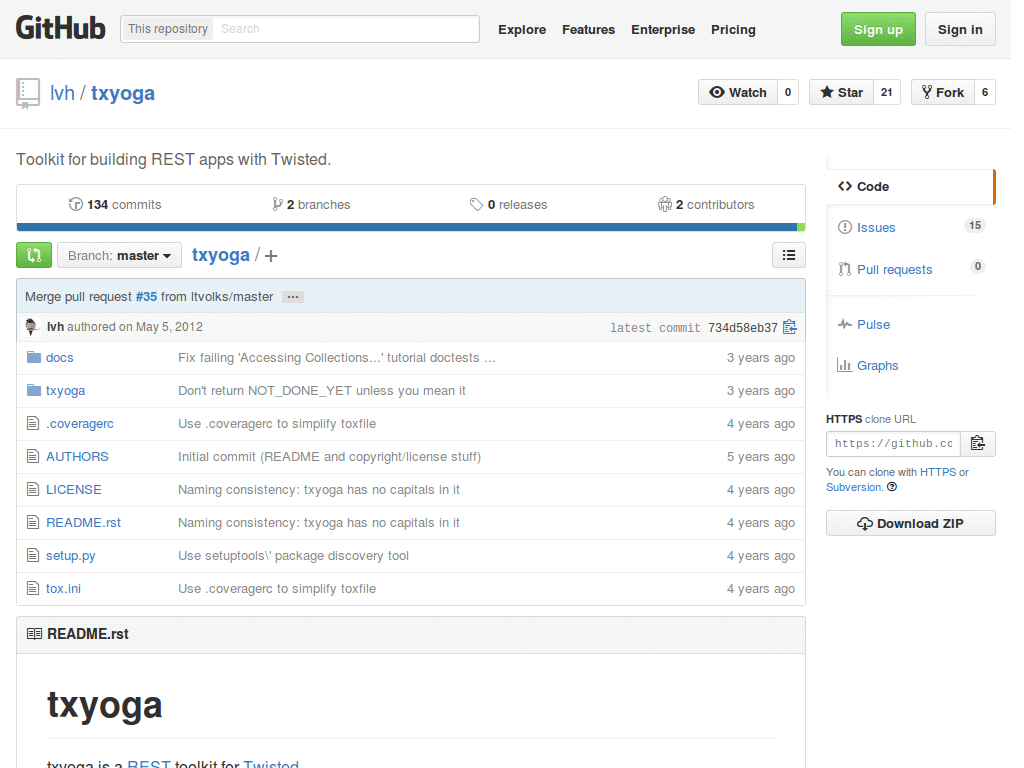 GitHub This repository Search Explore Features Enterprise Pricing Sign up Sign in
lvh / txyoga Watch 0 Star 21 Fork 6
Toolkit for building REST apps with Twisted.
134 commits 2 branches 0 releases 2 contributors
Branch: master txyoga / +
Merge pull request #35 from ltvolks/master ...
lvh authored on May 5, 2012 latest commit 734d58eb37
docs Fix failing 'Accessing Collections...' tutorial doctests ... 3 years ago
txyoga Don't return NOT_DONE_YET unless you mean it 3 years ago
.coveragerc Use .coveragerc to simplify toxfile 4 years ago
AUTHORS Initial commit (README and copyright/license stuff) 5 years ago
LICENSE Naming consistency: txyoga has no capitals in it 4 years ago
README.rst Naming consistency: txyoga has no capitals in it 4 years ago
setup.py Use setuptools\' package discovery tool 4 years ago
tox.ini Use .coveragerc to simplify toxfile 4 years ago
README.rst
txyoga
txyoga is a REST toolkit for Twisted.
Code
Issues 15
Pull requests 0
Pulse
Graphs
HTTPS clone URL
https://github.cc
You can clone with HTTPS or
Subversion.
Download ZIP